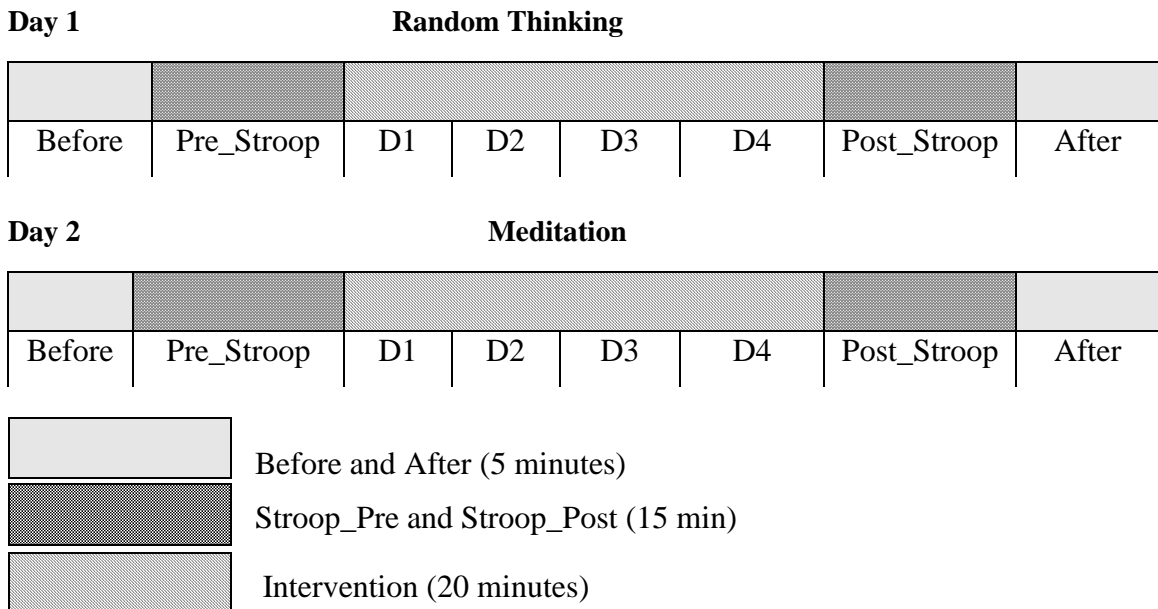 Day 1 Random Thinking
Before Pre_Stroop D1 D2 D3 D4 Post_Stroop After
Day 2 Meditation
Before Pre_Stroop D1 D2 D3 D4 Post_Stroop After
Before and After (5 minutes)
Stroop_Pre and Stroop_Post (15 min)
Intervention (20 minutes)